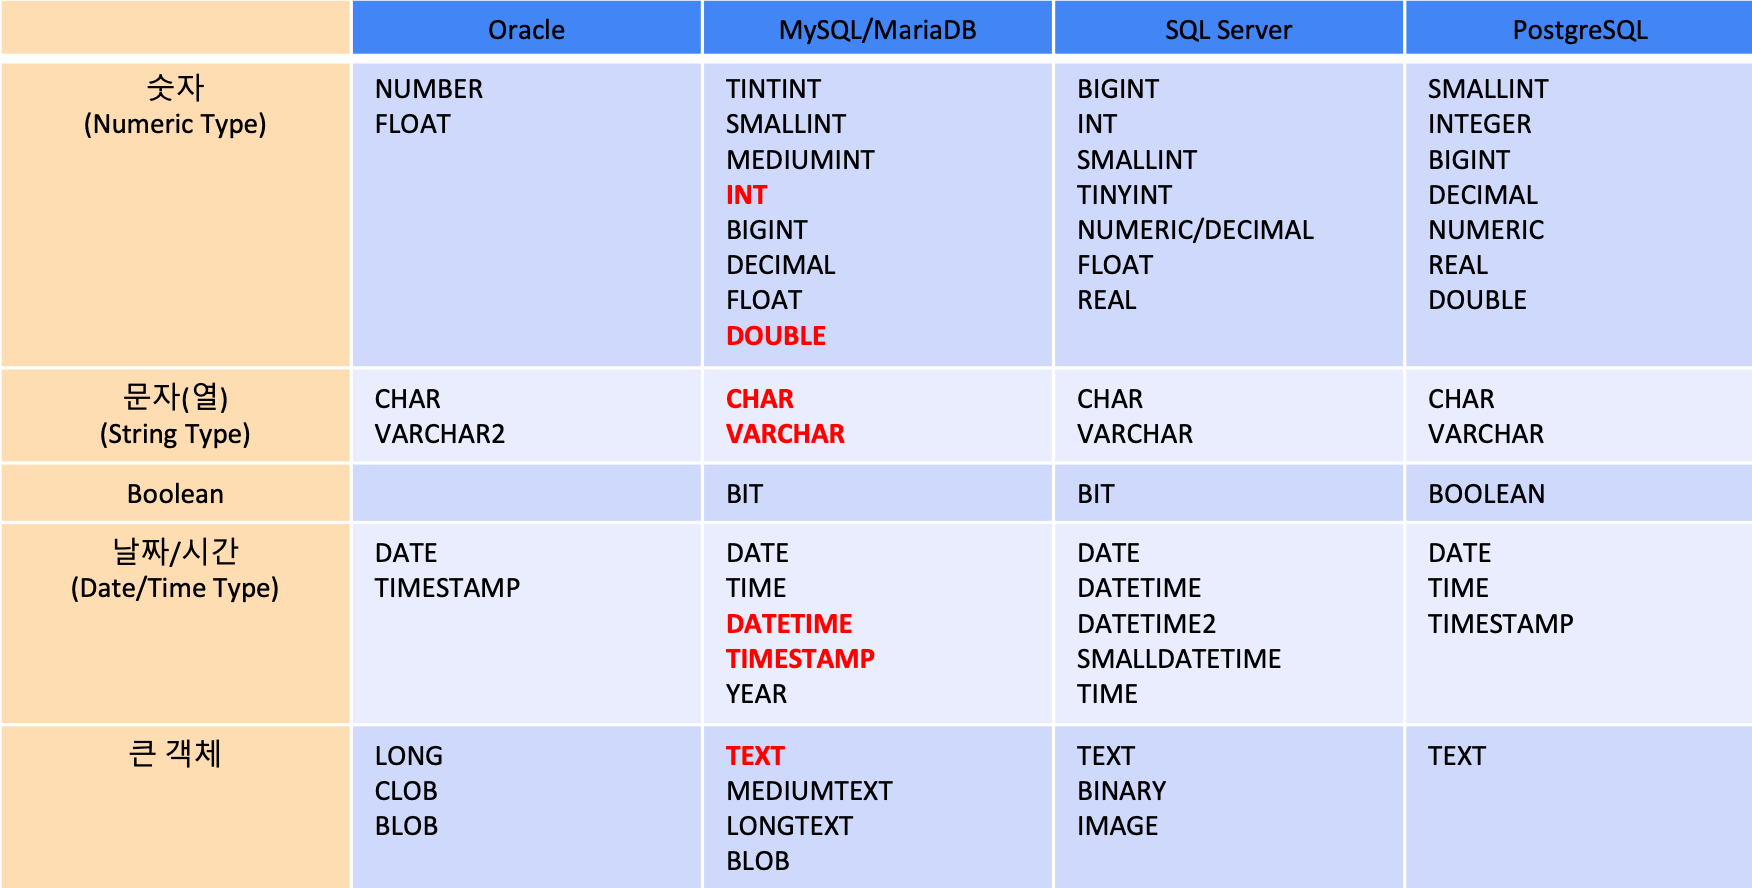 Oracle
MySQL/MariaDB
SQL Server
PostgreSQL
숫자
(Numeric Type)
NUMBER
FLOAT
TINTINT
SMALLINT
MEDIUMINT
INT
BIGINT
DECIMAL
FLOAT
DOUBLE
BIGINT
INT
SMALLINT
TINYINT
NUMERIC/DECIMAL
FLOAT
REAL
SMALLINT
INTEGER
BIGINT
DECIMAL
NUMERIC
REAL
DOUBLE
문자(열)
(String Type)
CHAR
VARCHAR2
CHAR
VARCHAR
CHAR
VARCHAR
CHAR
VARCHAR
Boolean
BIT
BIT
BOOLEAN
날짜/시간
(Date/Time Type)
DATE
TIMESTAMP
DATE
TIME
DATETIME
TIMESTAMP
YEAR
DATE
DATETIME
DATETIME2
SMALLDATETIME
TIME
DATE
TIME
TIMESTAMP
큰 객체
LONG
CLOB
BLOB
TEXT
MEDIUMTEXT
LONGTEXT
BLOB
TEXT
BINARY
IMAGE
TEXT